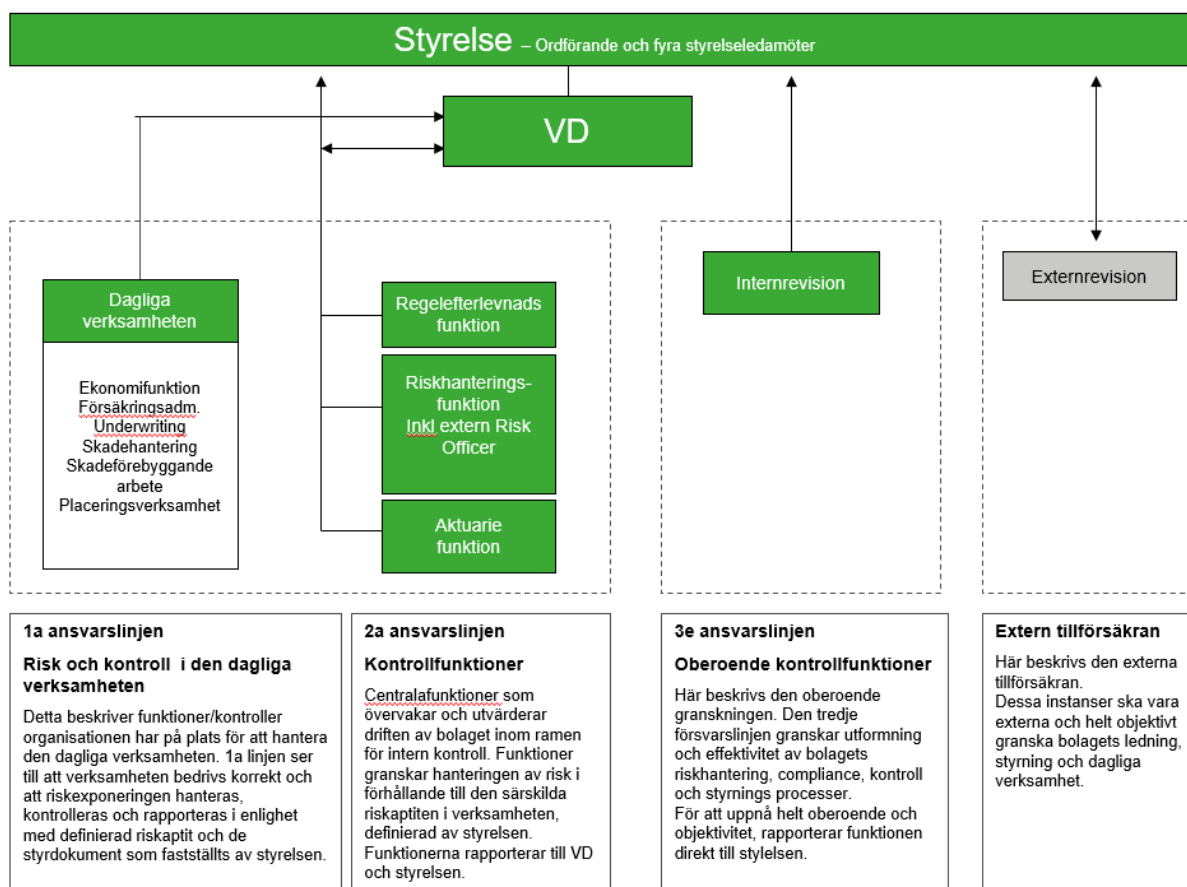 Styrelse – Ordförande och fyra styrelseledamöter
VD
Dagliga
verksamheten
Ekonomifunktion
Försäkringsadm.
Underwriting
Skadehantering
Skadeförebyggande
arbete
Placeringsverksamhet
Regelefterlevnads
funktion
Riskhanterings-
funktion
Inkl extern Risk
Officer
Aktuarie
funktion
Internrevision
Externrevision
1a ansvarslinjen
Risk och kontroll i den dagliga
verksamheten
Detta beskriver funktioner/kontroller
organisationen har på plats för att hantera
den dagliga verksamheten. 1a linjen ser
till att verksamheten bedrivs korrekt och
att riskexponeringen hanteras,
kontrolleras och rapporteras i enlighet
med definierad riskaptit och de
styrdokument som fastställts av styrelsen.
2a ansvarslinjen
Kontrollfunktioner
Centralafunktioner som
övervakar och utvärderar
driften av bolaget inom ramen
för intern kontroll. Funktioner
granskar hanteringen av risk i
förhållande till den särskilda
riskaptiten i verksamheten,
definierad av styrelsen.
Funktionerna rapporterar till VD
och styrelsen.
3e ansvarslinjen
Oberoende kontrollfunktioner
Här beskrivs den oberoende
granskningen. Den tredje
försvarslinjen granskar utformning
och effektivitet av bolagets
riskhantering, compliance, kontroll
och styrnings processer.
För att uppnå helt oberoende och
objektivitet, rapporterar funktionen
direkt till stylelsen.
Extern tillförsäkran
Här beskrivs den externa
tillförsäkran.
Dessa instanser ska vara
externa och helt objektivt
granska bolagets ledning,
styrning och dagliga
verksamhet.